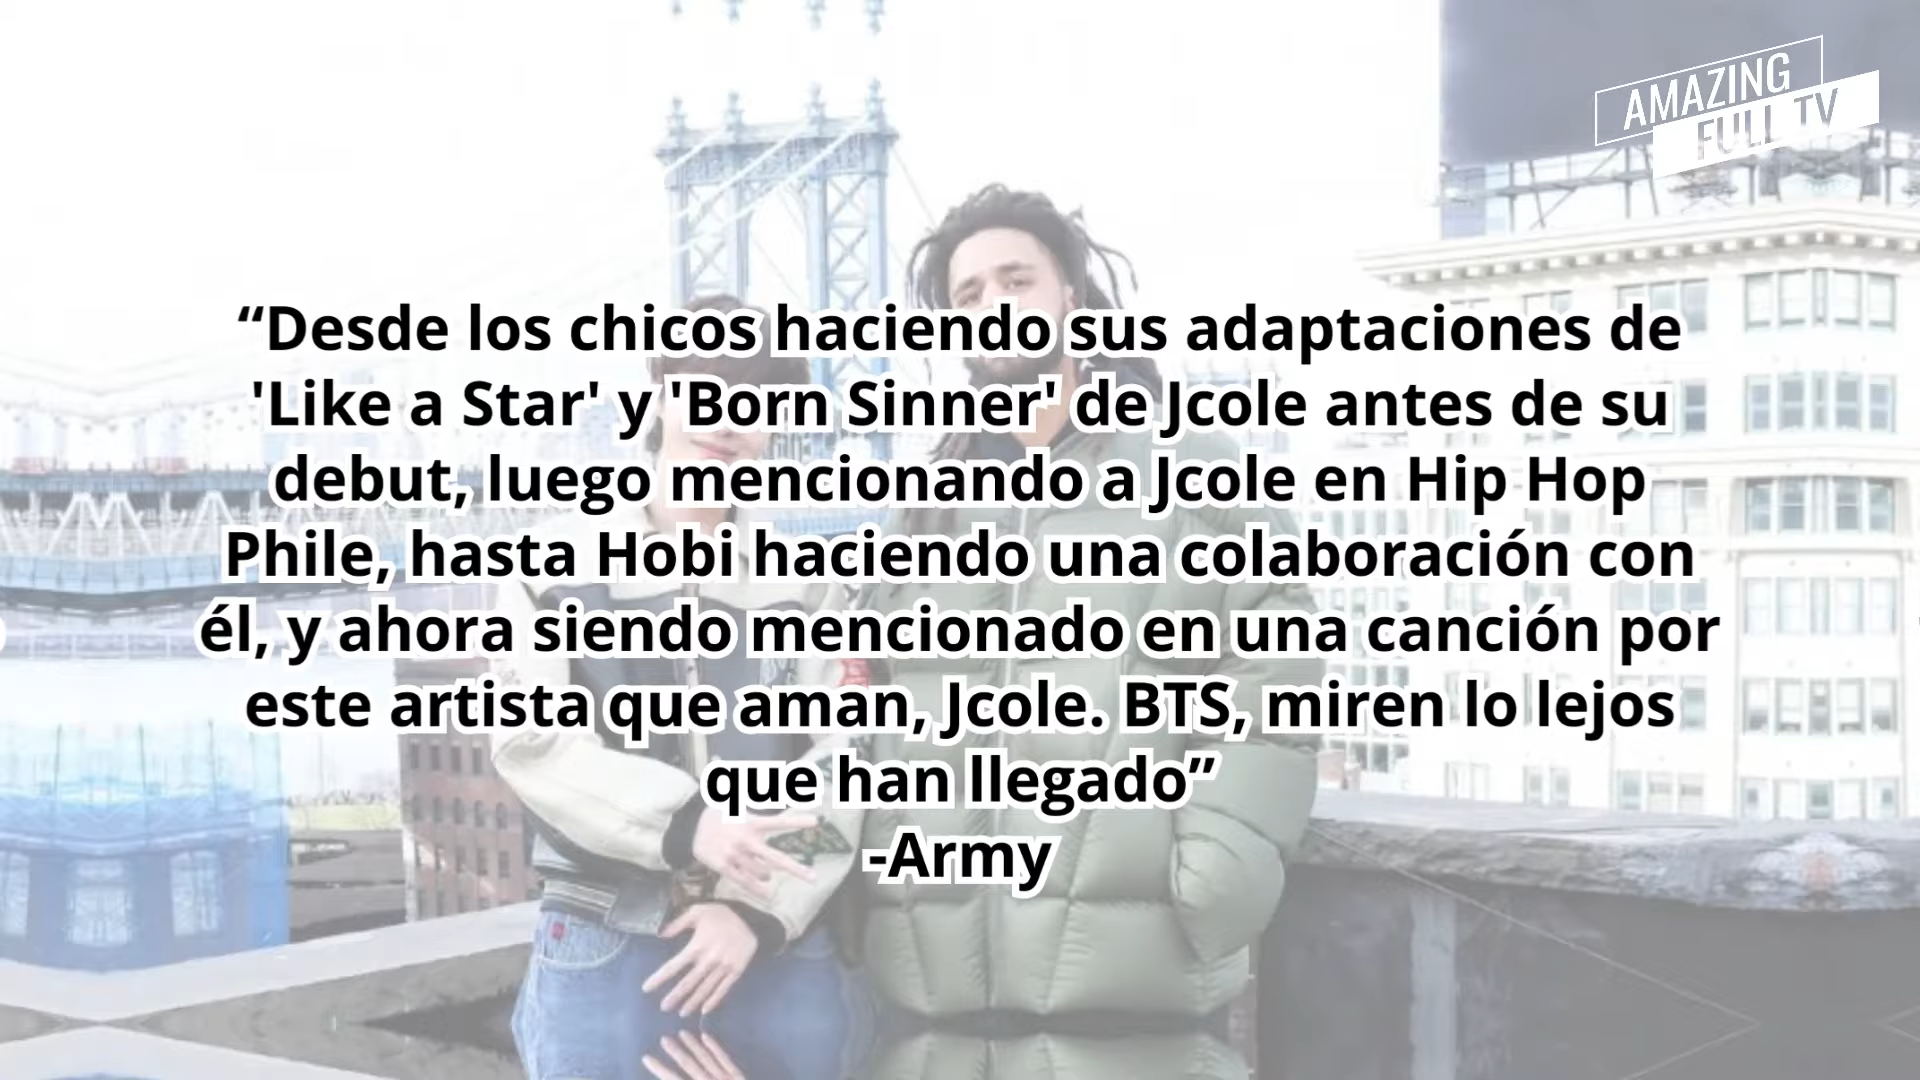 AMAZING
FULL TV
“Desde los chicos haciendo sus adaptaciones de
'Like a Star' y 'Born Sinner' de Jcole antes de su
debut, luego mencionando a Jcole en Hip Hop
Phile, hasta Hobi haciendo una colaboración con
él, y ahora siendo mencionado en una canción por
este artista que aman, Jcole. BTS, miren lo lejos
que han llegado”
-Army